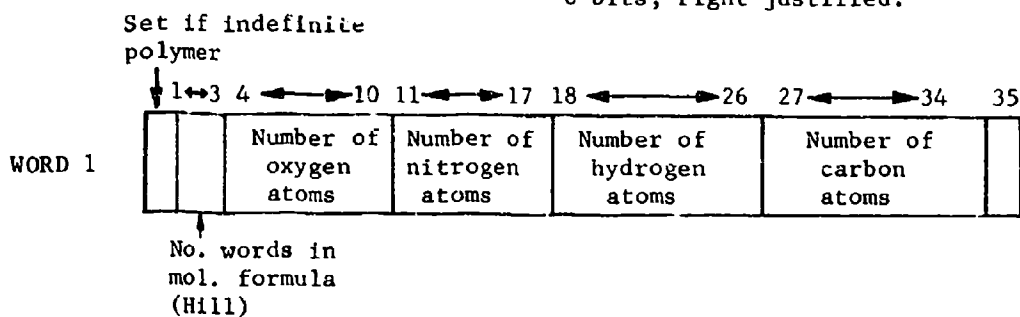 bits, right justified.
Set if indefinite
polymer
1↔3 4 ◄──►10 11◄──►17 18 ◄──►26 27◄──►34 35
WORD 1
Number of oxygen atoms
Number of nitrogen atoms
Number of hydrogen atoms
Number of carbon atoms
No. words in
mol. formula
(Hill)